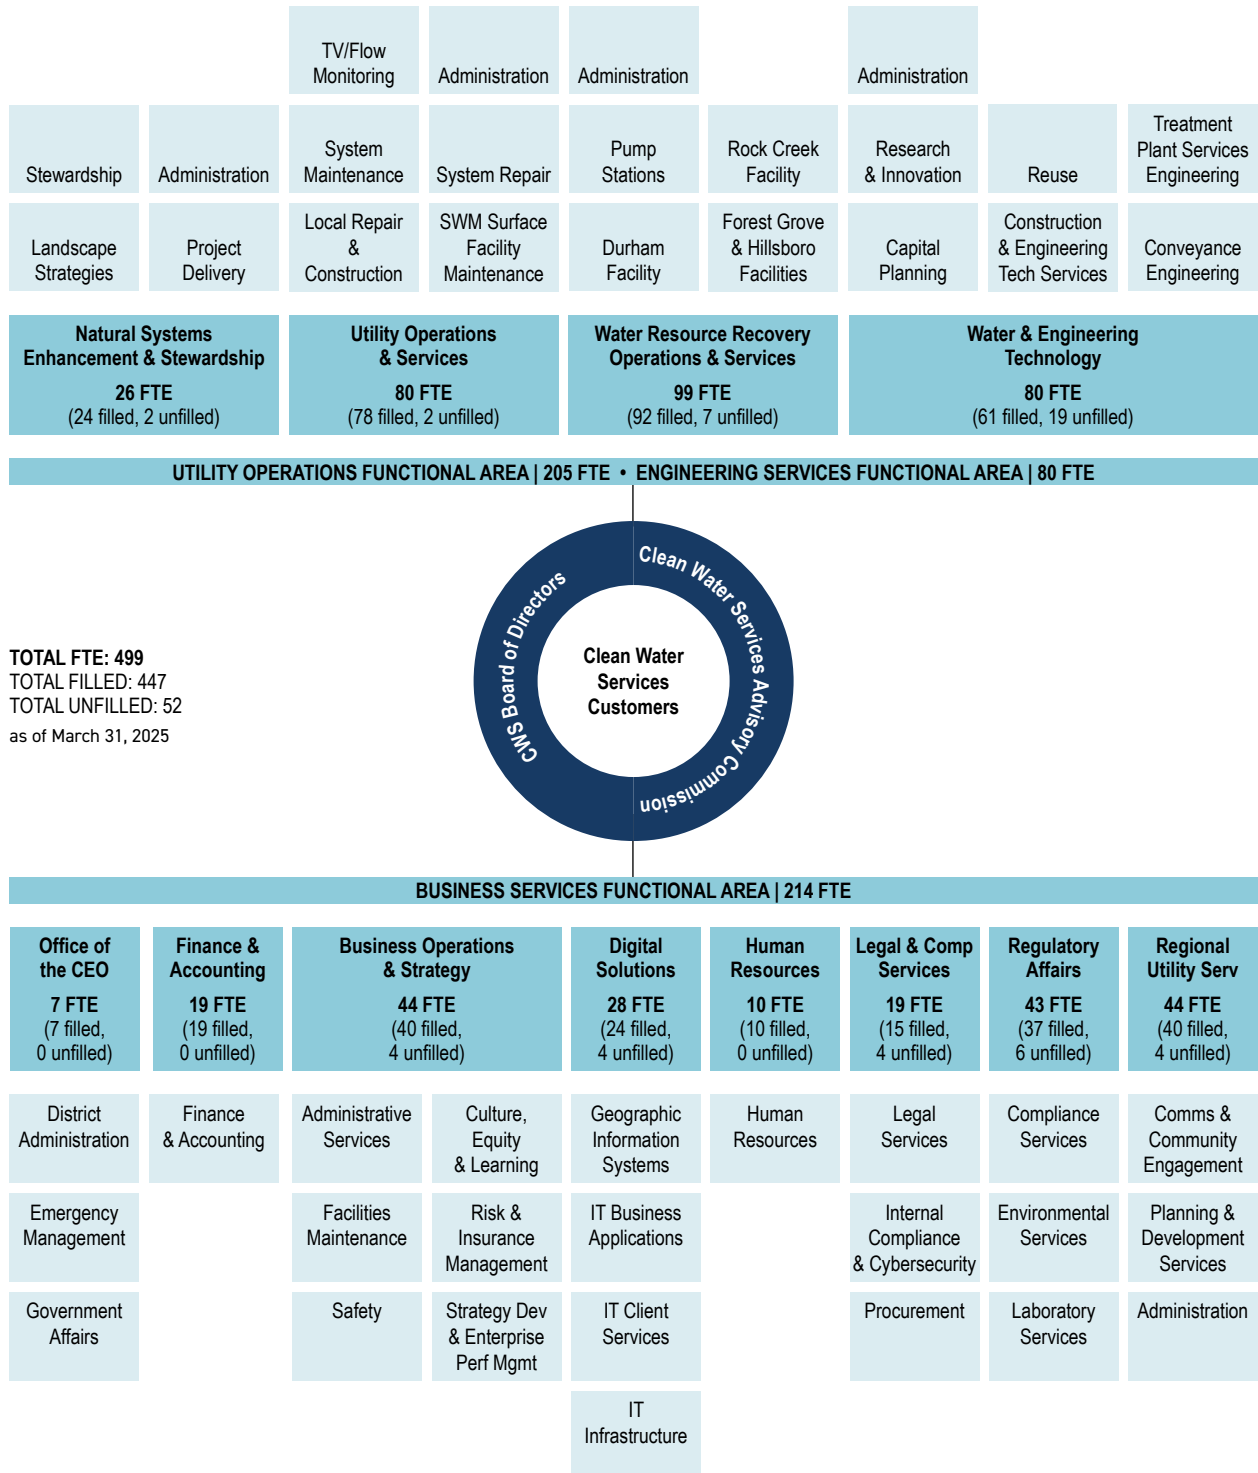 TV/Flow
Monitoring
Administration
Administration
Administration
Stewardship
Administration
System
Maintenance
System Repair
Pump
Stations
Rock Creek
Facility
Research
& Innovation
Reuse
Treatment
Plant Services
Engineering
Landscape
Strategies
Project
Delivery
Local Repair
&
Construction
SWM Surface
Facility
Maintenance
Durham
Facility
Forest Grove
& Hillsboro
Facilities
Capital
Planning
Construction
& Engineering
Tech Services
Conveyance
Engineering
Natural Systems
Enhancement & Stewardship
26 FTE
(24 filled, 2 unfilled)
Utility Operations
& Services
80 FTE
(78 filled, 2 unfilled)
Water Resource Recovery
Operations & Services
99 FTE
(92 filled, 7 unfilled)
Water & Engineering
Technology
80 FTE
(61 filled, 19 unfilled)
UTILITY OPERATIONS FUNCTIONAL AREA | 205 FTE • ENGINEERING SERVICES FUNCTIONAL AREA | 80 FTE
CWS Board of Directors
Clean Water Services Advisory Commission
Clean Water
Services
Customers
TOTAL FTE: 499
TOTAL FILLED: 447
TOTAL UNFILLED: 52
as of March 31, 2025
BUSINESS SERVICES FUNCTIONAL AREA | 214 FTE
Office of
the CEO
7 FTE
(7 filled,
0 unfilled)
Finance &
Accounting
19 FTE
(19 filled,
0 unfilled)
Business Operations
& Strategy
44 FTE
(40 filled,
4 unfilled)
Digital
Solutions
28 FTE
(24 filled,
4 unfilled)
Human
Resources
10 FTE
(10 filled,
0 unfilled)
Legal & Comp
Services
19 FTE
(15 filled,
4 unfilled)
Regulatory
Affairs
43 FTE
(37 filled,
6 unfilled)
Regional
Utility Serv
44 FTE
(40 filled,
4 unfilled)
District
Administration
Finance
& Accounting
Administrative
Services
Culture,
Equity
& Learning
Geographic
Information
Systems
Human
Resources
Legal
Services
Compliance
Services
Comms &
Community
Engagement
Emergency
Management
Facilities
Maintenance
Risk &
Insurance
Management
IT Business
Applications
Internal
Compliance
& Cybersecurity
Environmental
Services
Planning &
Development
Services
Government
Affairs
Safety
Strategy Dev
& Enterprise
Perf Mgmt
IT Client
Services
Procurement
Laboratory
Services
Administration
IT
Infrastructure